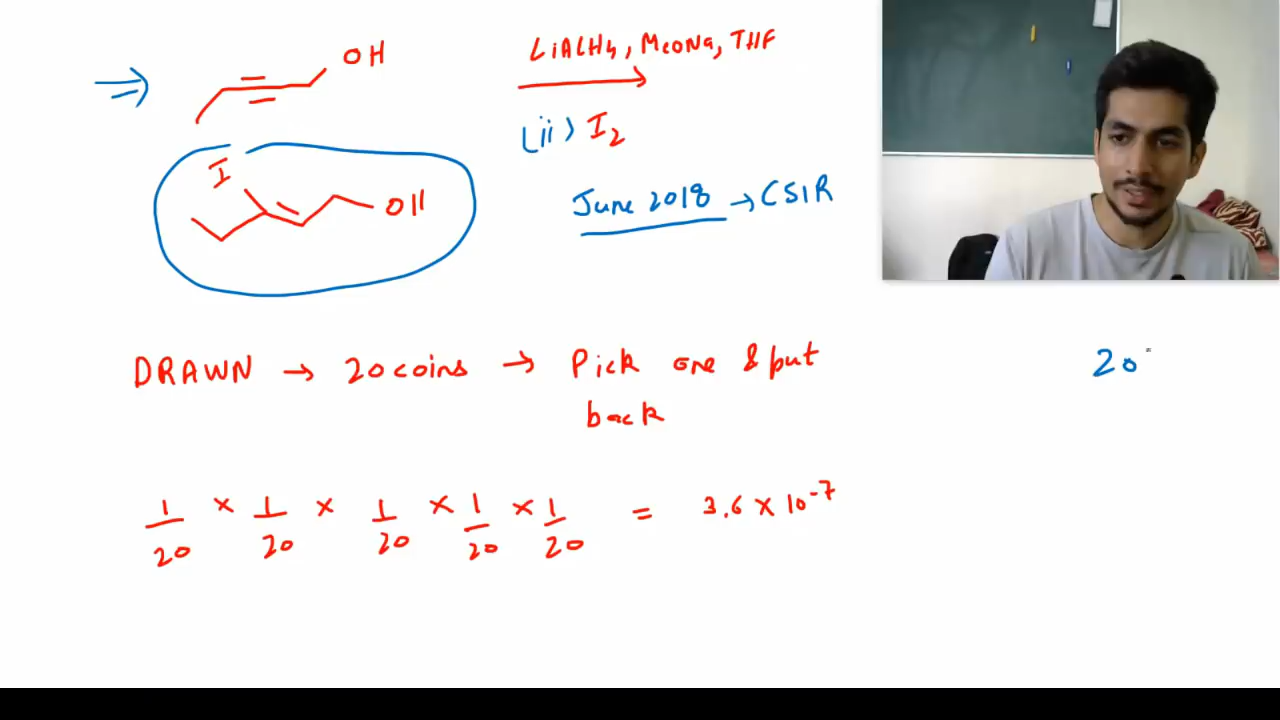 OH
LiAlH4, MeONa, THF
(ii) I2
I
OH
June 2018 → CSIR
DRAWN → 20 coins → Pick one & put
back
20
1/20 × 1/20 × 1/20 × 1/20 × 1/20 = 3.6 × 10-7